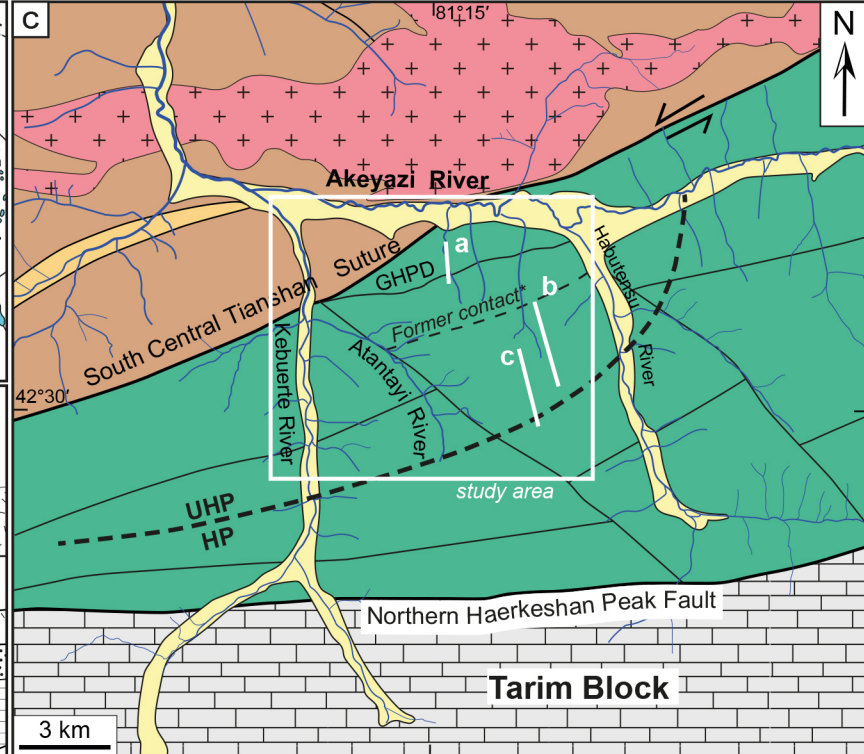 C
81°15′
N
Akeyazi River
a
South Central Tianshan Suture
GHPD
Habutensu River
b
Former contact*
c
Kebuerte River
Atantayi River
42°30′
study area
UHP
HP
Northern Haerkeshan Peak Fault
Tarim Block
3 km